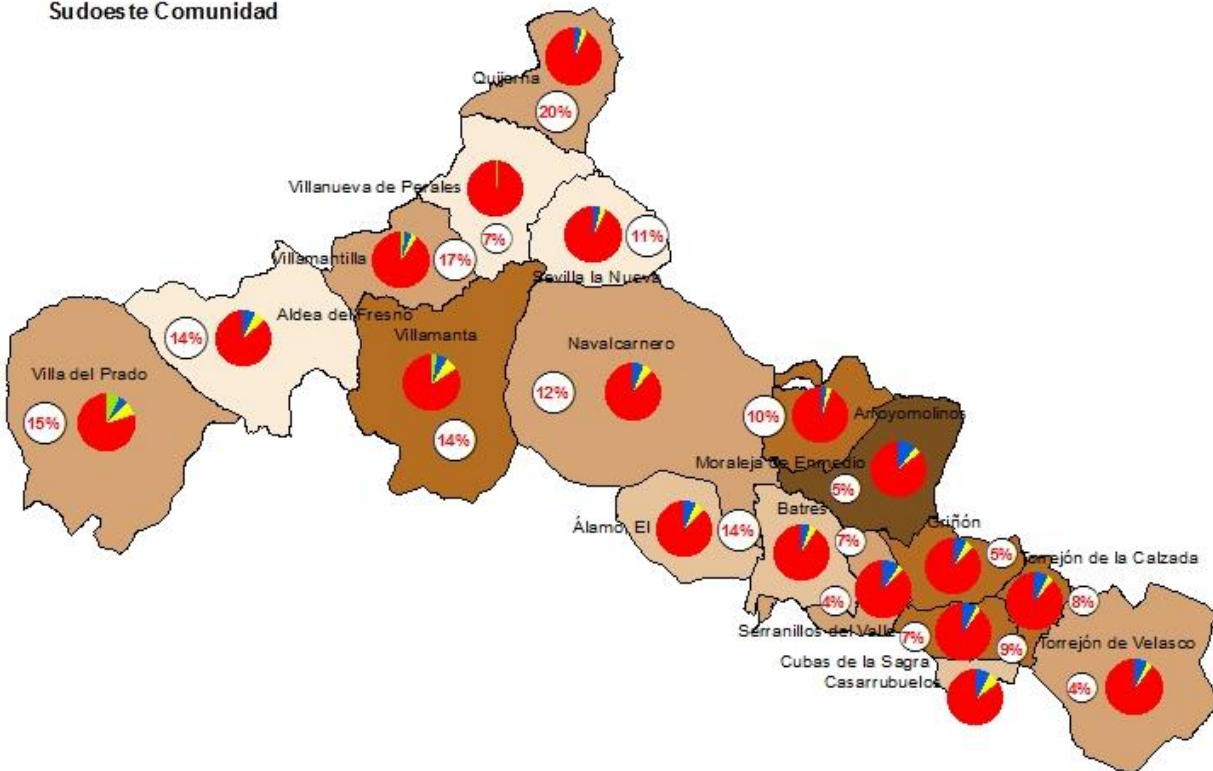 Sudoeste Comunidad
Quijorna
20%
Villanueva de Perales
7%
11%
Villamantilla
17%
Sevilla la Nueva
Aldea del Fresno
14%
Villamanta
Navalcarnero
Villa del Prado
12%
15%
10%
Arroyomolinos
14%
Moraleja de Enmedio
5%
Álamo, El
14%
Batres
7%
Griñón
5%
Torrejón de la Calzada
4%
8%
Serranillos del Valle
7%
9%
Torrejón de Velasco
Cubas de la Sagra
Casarrubuelos
4%